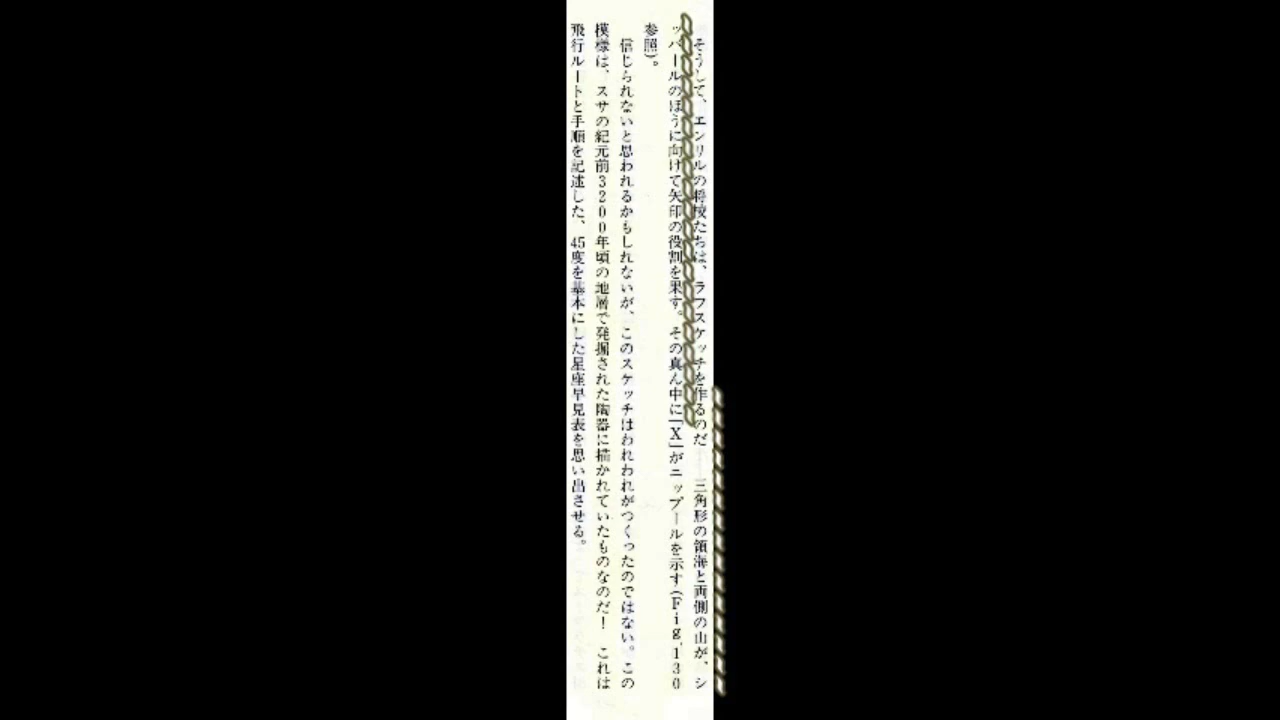 そうして、エンリルの将校たちは、ラフスケッチを作るのだ――三角形の領海と両側の山が、シ
ッパールのほうに向けて矢印の役割を果す。その真ん中に「X」がニップールを示す(Fig.130
参照)。
信じられないと思われるかもしれないが、このスケッチはわれわれがつくったのではない。この
模様は、スサの紀元前3200年頃の地層で発掘された陶器に描かれていたものなのだ! これは
飛行ルートと手順を記述した、45度を基本にした星座早見表を思い出させる。